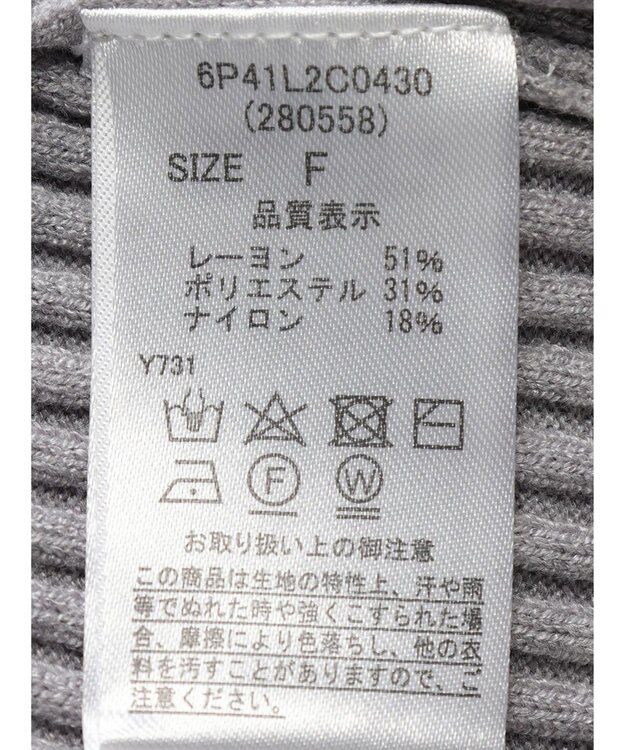 6P41L2C0430
(280558)
SIZE F
品質表示
レーヨン 51%
ポリエステル 31%
ナイロン 18%
Y731
F W
お取り扱い上の御注意
この商品は生地の特性上、汗や雨
等でぬれた時や強くこすられた場
合、摩擦により色落ちし、他の衣
料を汚すことがありますので、ご
注意ください。